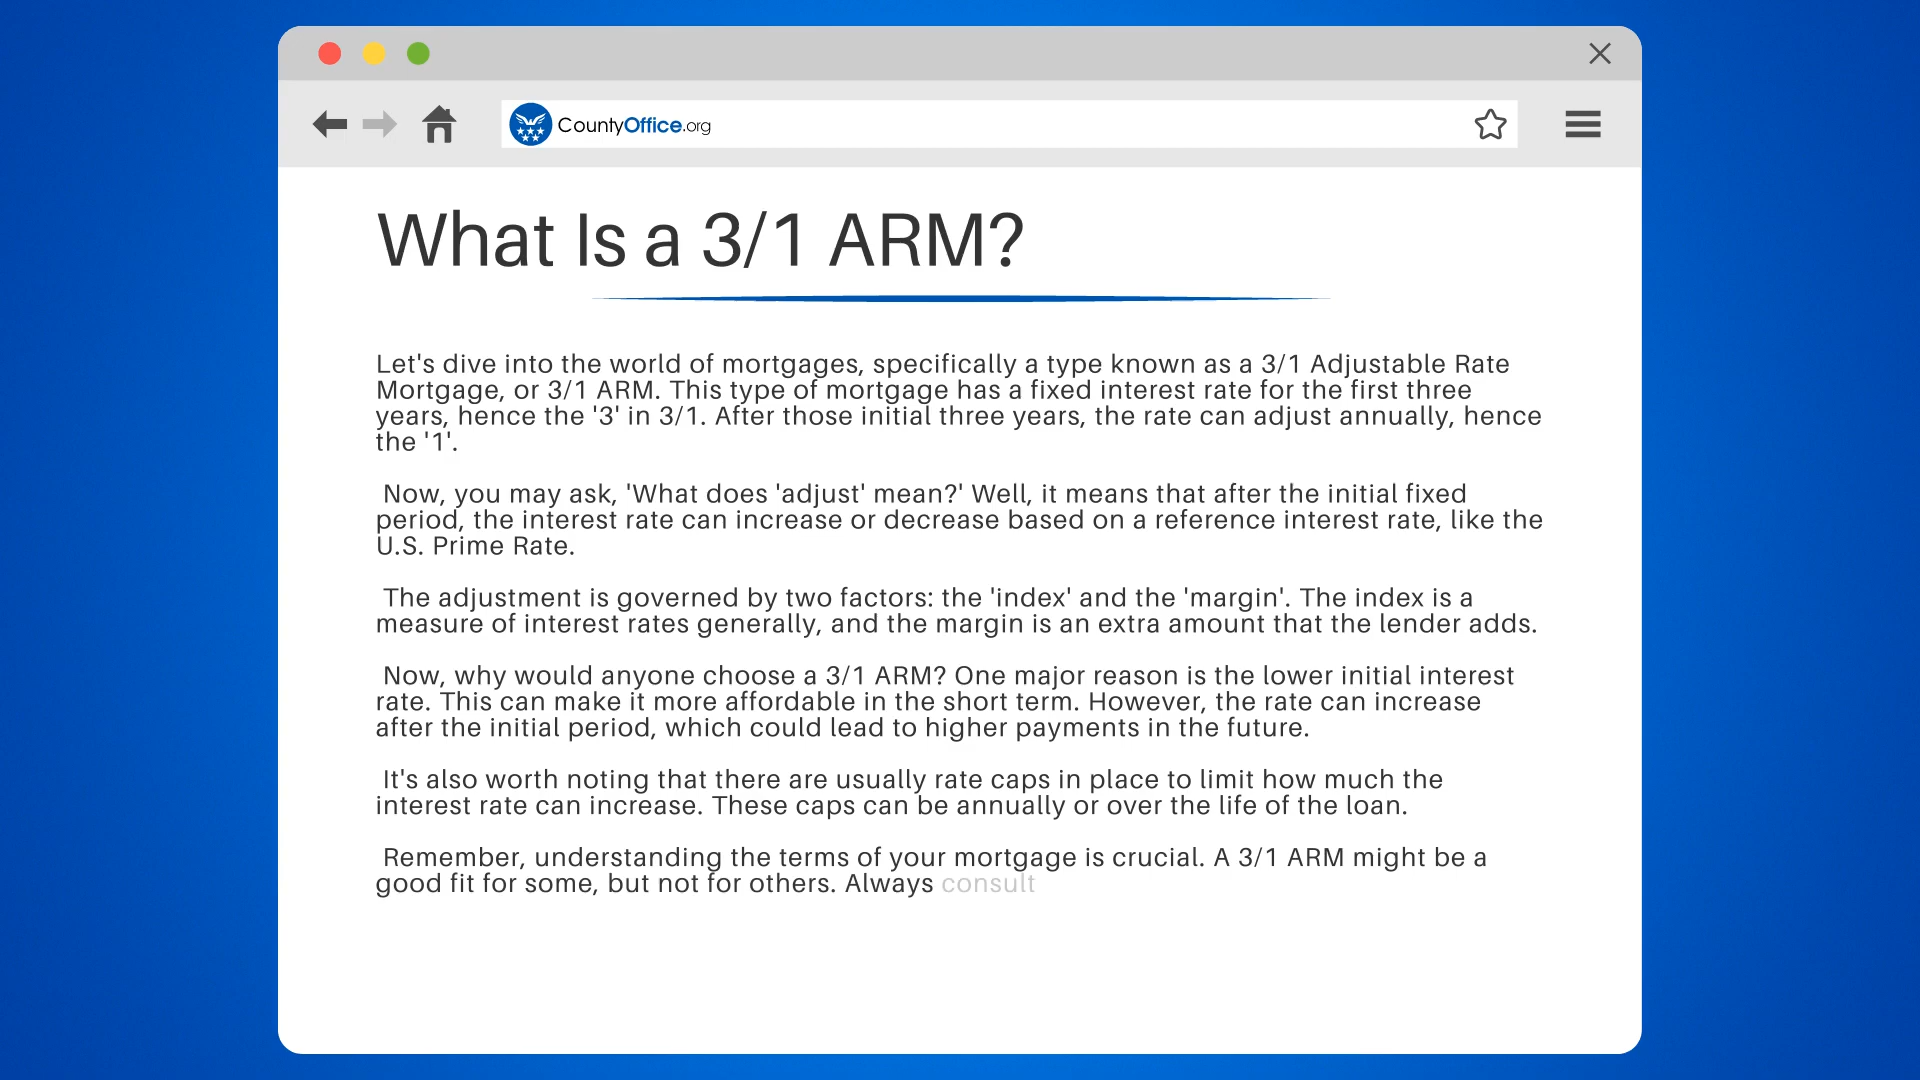 CountyOffice.org
What Is a 3/1 ARM?
Let's dive into the world of mortgages, specifically a type known as a 3/1 Adjustable Rate
Mortgage, or 3/1 ARM. This type of mortgage has a fixed interest rate for the first three
years, hence the '3' in 3/1. After those initial three years, the rate can adjust annually, hence
the '1'.
Now, you may ask, 'What does 'adjust' mean?' Well, it means that after the initial fixed
period, the interest rate can increase or decrease based on a reference interest rate, like the
U.S. Prime Rate.
The adjustment is governed by two factors: the 'index' and the 'margin'. The index is a
measure of interest rates generally, and the margin is an extra amount that the lender adds.
Now, why would anyone choose a 3/1 ARM? One major reason is the lower initial interest
rate. This can make it more affordable in the short term. However, the rate can increase
after the initial period, which could lead to higher payments in the future.
It's also worth noting that there are usually rate caps in place to limit how much the
interest rate can increase. These caps can be annually or over the life of the loan.
Remember, understanding the terms of your mortgage is crucial. A 3/1 ARM might be a
good fit for some, but not for others. Always consult